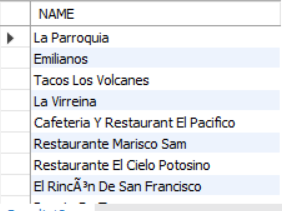 NAME
La Parroquia
Emilianos
Tacos Los Volcanes
La Virreina
Cafeteria Y Restaurant El Pacifico
Restaurante Marisco Sam
Restaurante El Cielo Potosino
El RincÃ³n De San Francisco